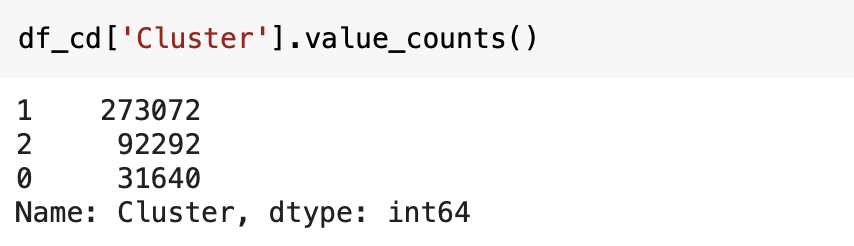 df_cd['Cluster'].value_counts()
1    273072
2     92292
0     31640
Name: Cluster, dtype: int64